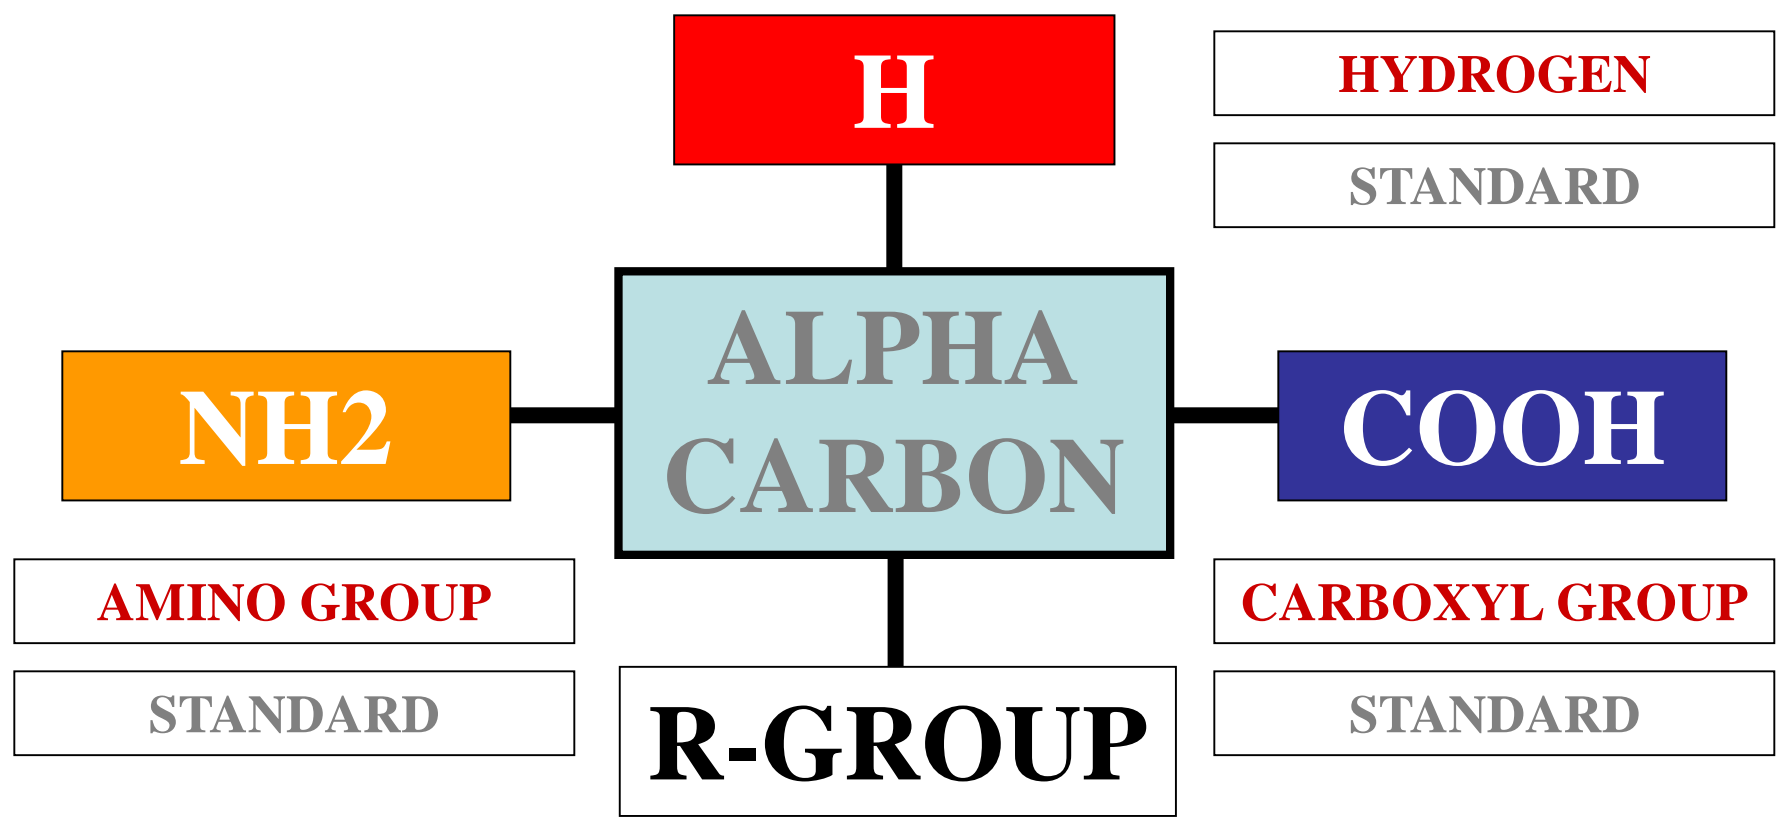 H
HYDROGEN
STANDARD
ALPHA
CARBON
NH2
COOH
AMINO GROUP
STANDARD
CARBOXYL GROUP
STANDARD
R-GROUP